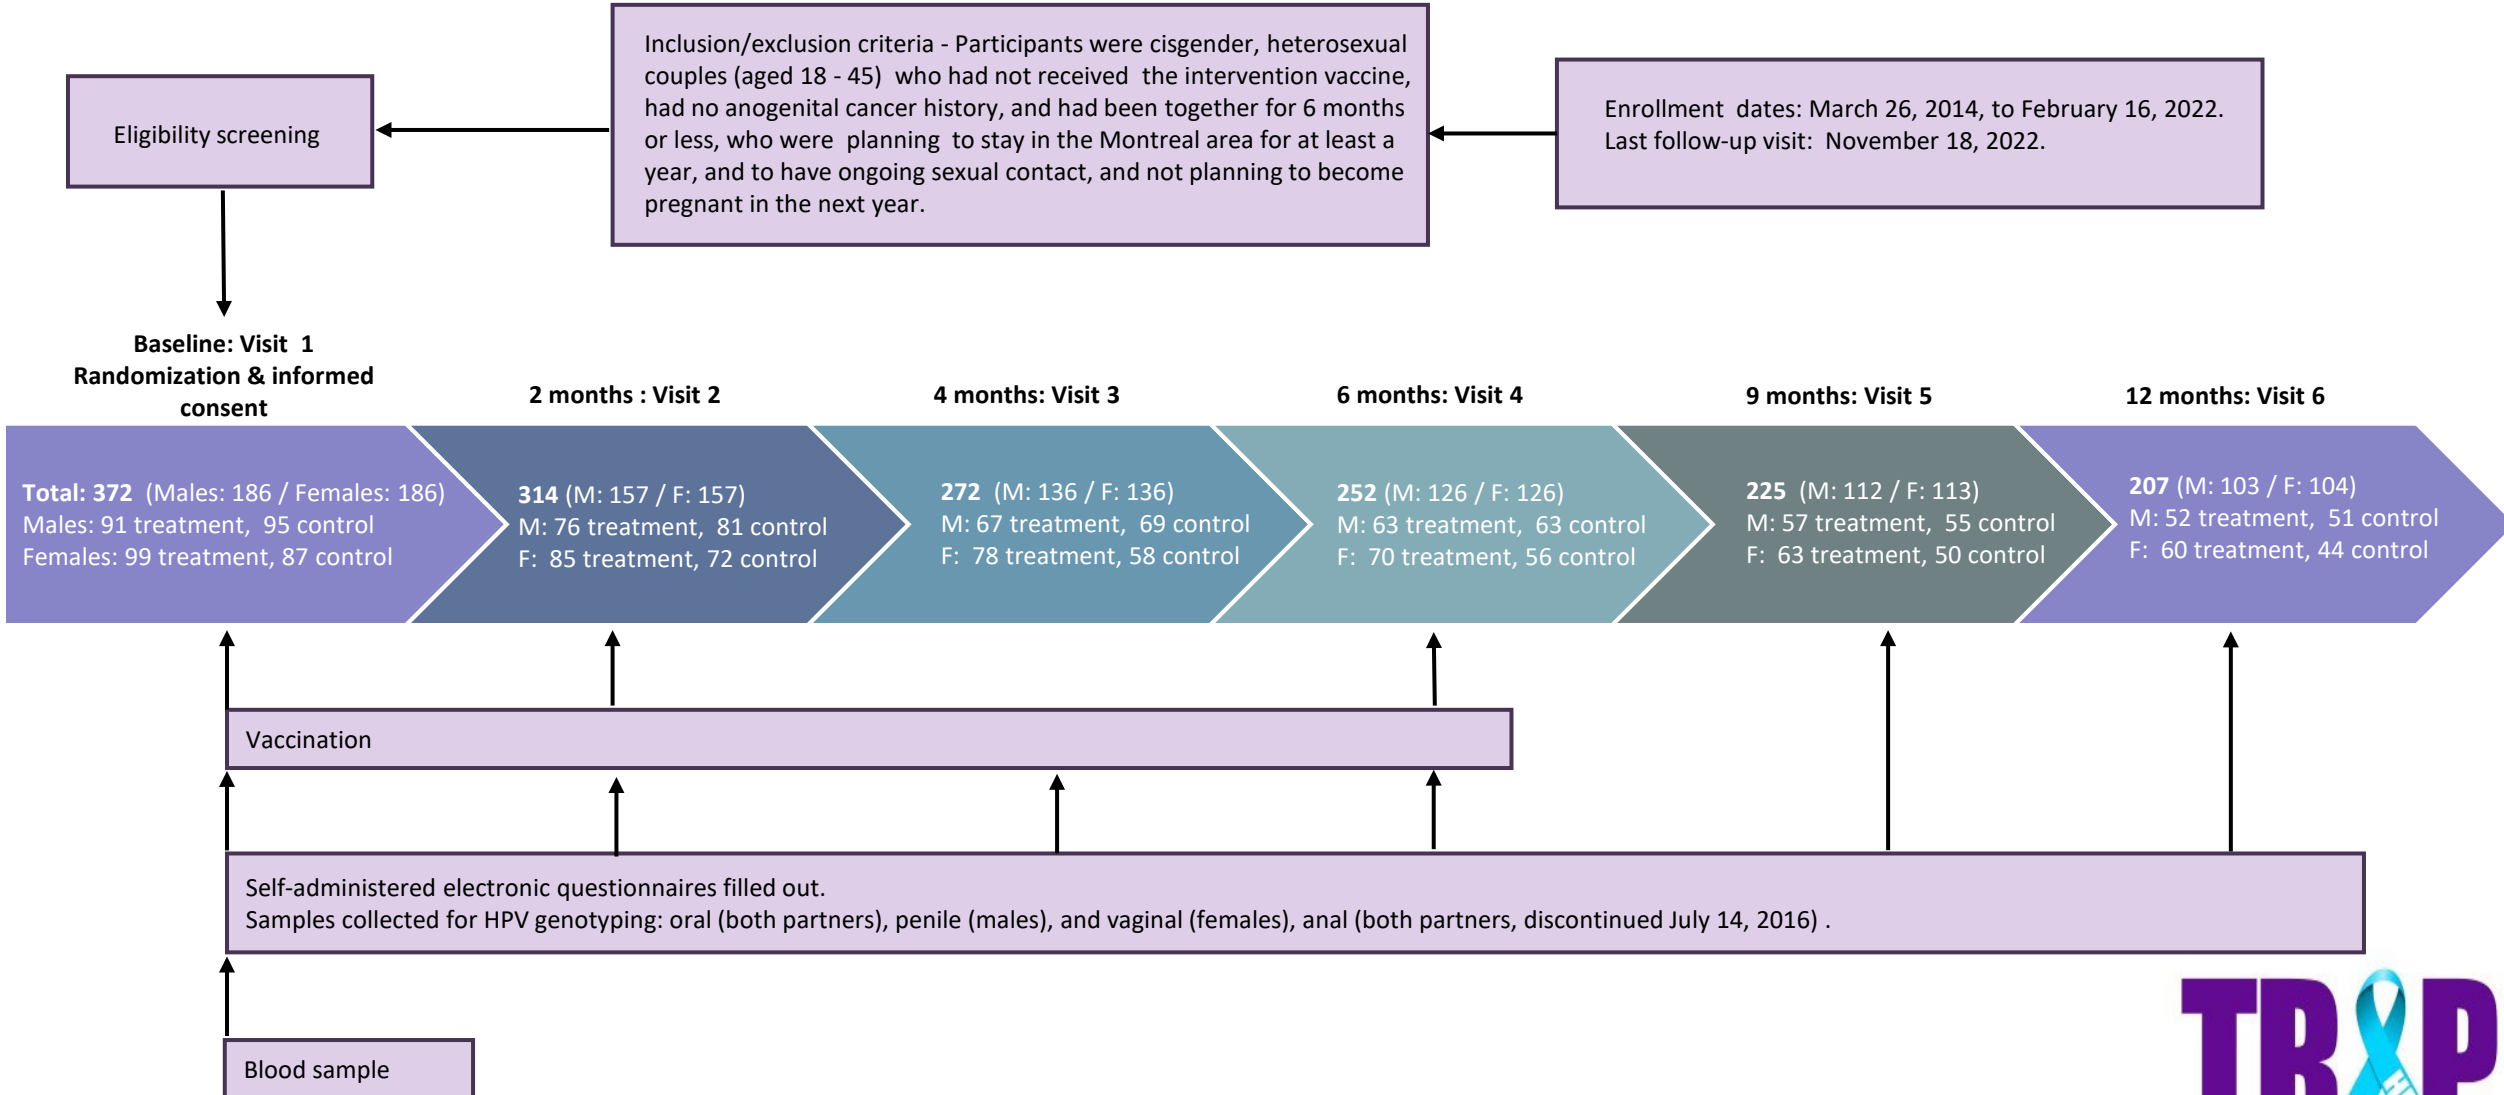 Inclusion/exclusion criteria - Participants were cisgender, heterosexual
couples (aged 18 - 45) who had not received the intervention vaccine,
had no anogenital cancer history, and had been together for 6 months
or less, who were planning to stay in the Montreal area for at least a
year, and to have ongoing sexual contact, and not planning to become
pregnant in the next year.
Eligibility screening
Enrollment dates: March 26, 2014, to February 16, 2022.
Last follow-up visit: November 18, 2022.
Baseline: Visit 1
Randomization & informed
consent
2 months : Visit 2
4 months: Visit 3
6 months: Visit 4
9 months: Visit 5
12 months: Visit 6
Total: 372 (Males: 186 / Females: 186)
Males: 91 treatment, 95 control
Females: 99 treatment, 87 control
314 (M: 157 / F: 157)
M: 76 treatment, 81 control
F: 85 treatment, 72 control
272 (M: 136 / F: 136)
M: 67 treatment, 69 control
F: 78 treatment, 58 control
252 (M: 126 / F: 126)
M: 63 treatment, 63 control
F: 70 treatment, 56 control
225 (M: 112 / F: 113)
M: 57 treatment, 55 control
F: 63 treatment, 50 control
207 (M: 103 / F: 104)
M: 52 treatment, 51 control
F: 60 treatment, 44 control
Vaccination
Self-administered electronic questionnaires filled out.
Samples collected for HPV genotyping: oral (both partners), penile (males), and vaginal (females), anal (both partners, discontinued July 14, 2016) .
Blood sample
TRAP